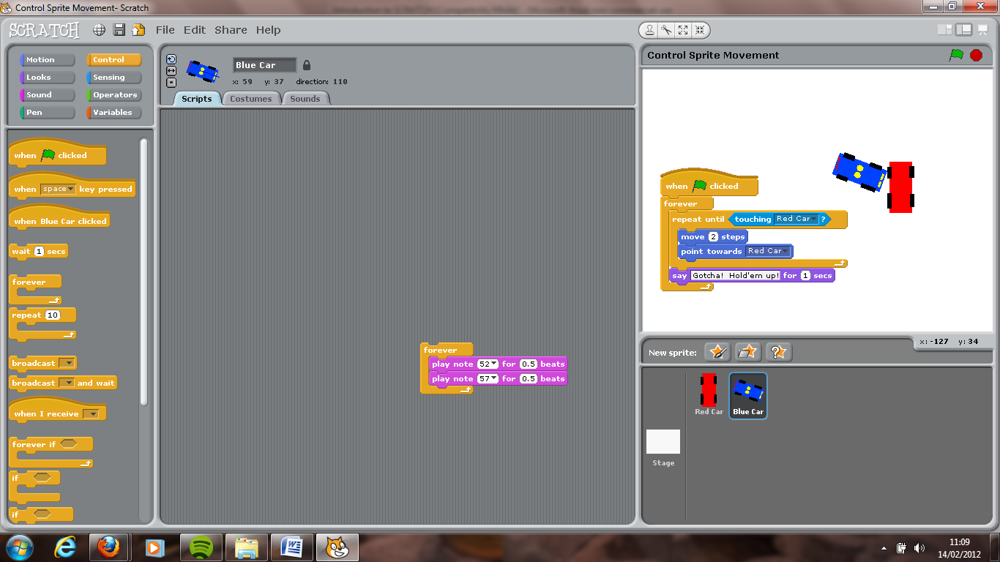 Control Sprite Movement- Scratch
SCRATCH File Edit Share Help
Motion Control
Looks Sensing
Sound Operators
Pen Variables
when clicked
when space key pressed
when Blue Car clicked
wait 1 secs
forever
repeat 10
broadcast
broadcast and wait
when I receive
forever if
if
if
Blue Car
x: 59 y: 37 direction: 110
Scripts Costumes Sounds
forever
play note 52 for 0.5 beats
play note 57 for 0.5 beats
Control Sprite Movement
when clicked
forever
repeat until touching Red Car ?
move 2 steps
point towards Red Car
say Gotcha! Hold'em up! for 1 secs
x: -127 y: 34
New sprite:
Red Car Blue Car
Stage
11:09
14/02/2012